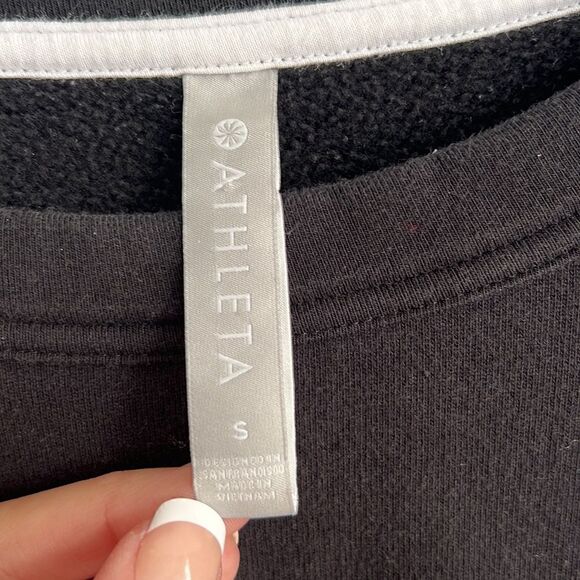 ATHLETA
S
DESIGNED IN
SAN FRANCISCO
MADE IN
VIETNAM